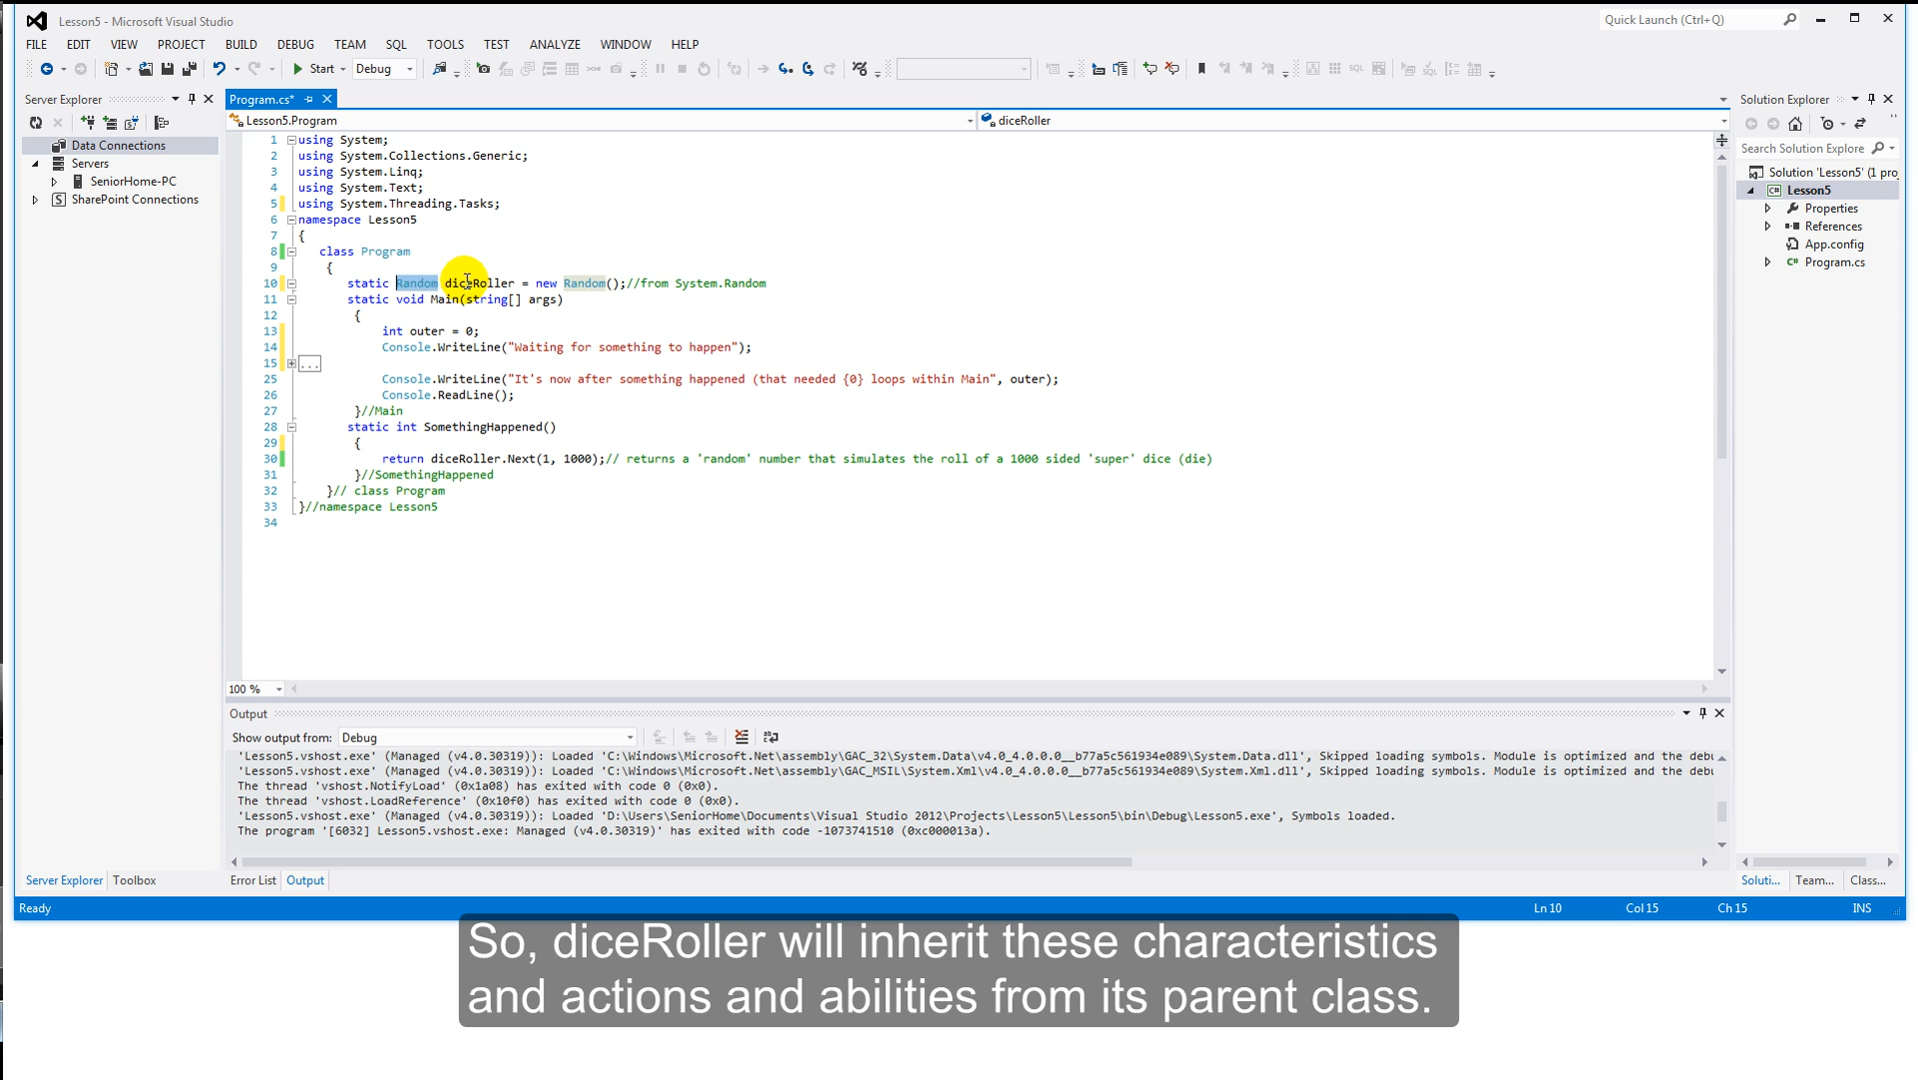 Lesson5 - Microsoft Visual Studio
Quick Launch (Ctrl+Q)
FILE EDIT VIEW PROJECT BUILD DEBUG TEAM SQL TOOLS TEST ANALYZE WINDOW HELP
Start Debug
Server Explorer
Program.cs*
Solution Explorer
Lesson5.Program
diceRoller
Data Connections
Servers
SeniorHome-PC
SharePoint Connections
1 using System;
2 using System.Collections.Generic;
3 using System.Linq;
4 using System.Text;
5 using System.Threading.Tasks;
6 namespace Lesson5
7 {
8 class Program
9 {
10 static Random diceRoller = new Random();//from System.Random
11 static void Main(string[] args)
12 {
13 int outer = 0;
14 Console.WriteLine("Waiting for something to happen");
15 ...
25 Console.WriteLine("It's now after something happened (that needed {0} loops within Main", outer);
26 Console.ReadLine();
27 }//Main
28 static int SomethingHappened()
29 {
30 return diceRoller.Next(1, 1000);// returns a 'random' number that simulates the roll of a 1000 sided 'super' dice (die)
31 }//SomethingHappened
32 }// class Program
33 }//namespace Lesson5
34
Search Solution Explore
Solution 'Lesson5' (1 proj
Lesson5
Properties
References
App.config
Program.cs
100 %
Output
Show output from: Debug
'Lesson5.vshost.exe' (Managed (v4.0.30319)): Loaded 'C:\Windows\Microsoft.Net\assembly\GAC_32\System.Data\v4.0_4.0.0.0__b77a5c561934e089\System.Data.dll', Skipped loading symbols. Module is optimized and the debu
'Lesson5.vshost.exe' (Managed (v4.0.30319)): Loaded 'C:\Windows\Microsoft.Net\assembly\GAC_MSIL\System.Xml\v4.0_4.0.0.0__b77a5c561934e089\System.Xml.dll', Skipped loading symbols. Module is optimized and the debu
The thread 'vshost.NotifyLoad' (0x1a08) has exited with code 0 (0x0).
The thread 'vshost.LoadReference' (0x10f0) has exited with code 0 (0x0).
'Lesson5.vshost.exe' (Managed (v4.0.30319)): Loaded 'D:\Users\SeniorHome\Documents\Visual Studio 2012\Projects\Lesson5\Lesson5\bin\Debug\Lesson5.exe', Symbols loaded.
The program '[6032] Lesson5.vshost.exe: Managed (v4.0.30319)' has exited with code -1073741510 (0xc000013a).
Server Explorer Toolbox
Error List Output
Soluti... Team... Class...
Ready
Ln 10 Col 15 Ch 15 INS
So, diceRoller will inherit these characteristics
and actions and abilities from its parent class.